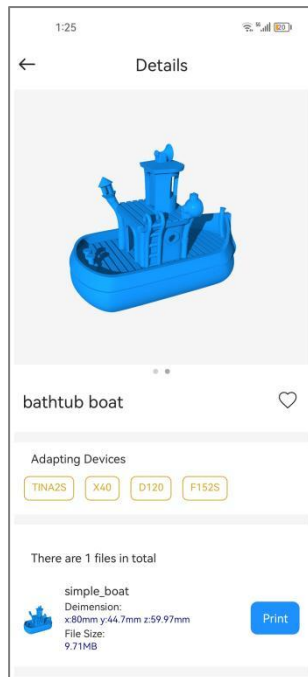 1:25
Details
bathtub boat
Adapting Devices
TINA2S X40 D120 F152S
There are 1 files in total
simple_boat
Deimension:
x:80mm y:44.7mm z:59.97mm
File Size:
9.71MB
Print